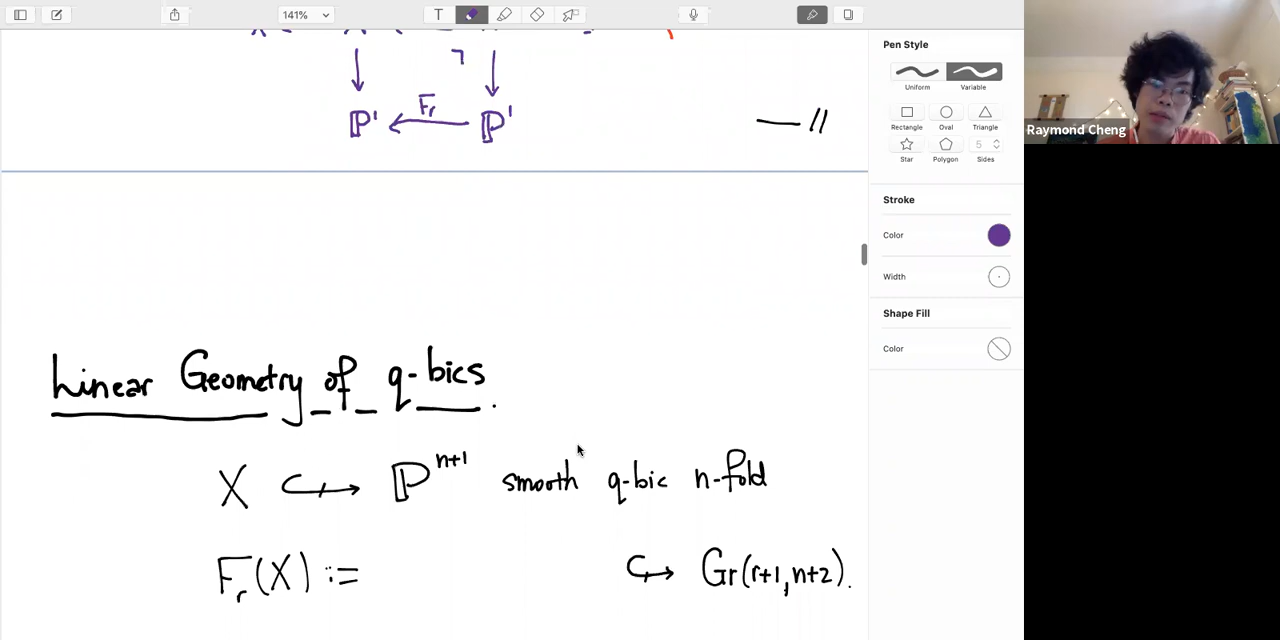 141%
T
Pen Style
Uniform
Variable
Rectangle
Oval
Triangle
Star
Polygon
5
Sides
Stroke
Color
Width
Shape Fill
Color
Raymond Cheng
ℙ¹ ← Fr ℙ¹
Linear Geometry of q-bics.
X ↪ ℙⁿ⁺¹ smooth q-bic n-fold
Fᵣ(X) := ↪ Gr(r+1, n+2).